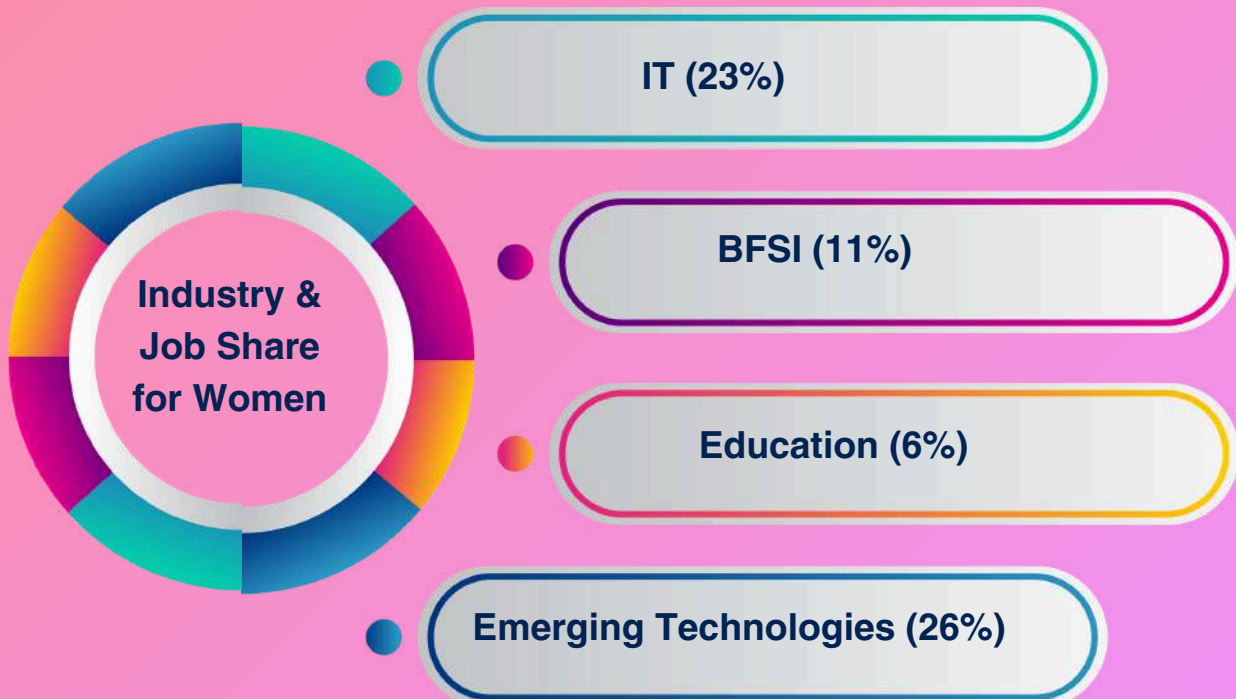 Industry &
Job Share
for Women
IT (23%)
BFSI (11%)
Education (6%)
Emerging Technologies (26%)